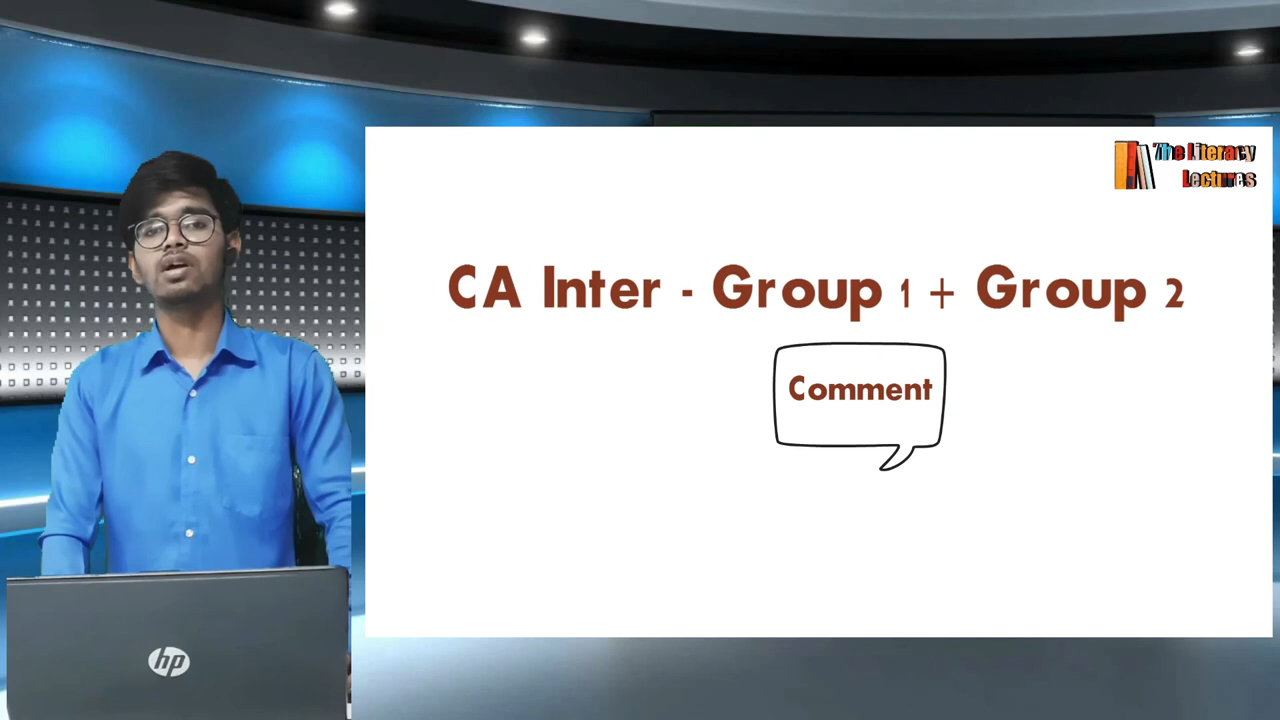 The Literacy
Lectures
CA Inter - Group 1 + Group 2
Comment
hp